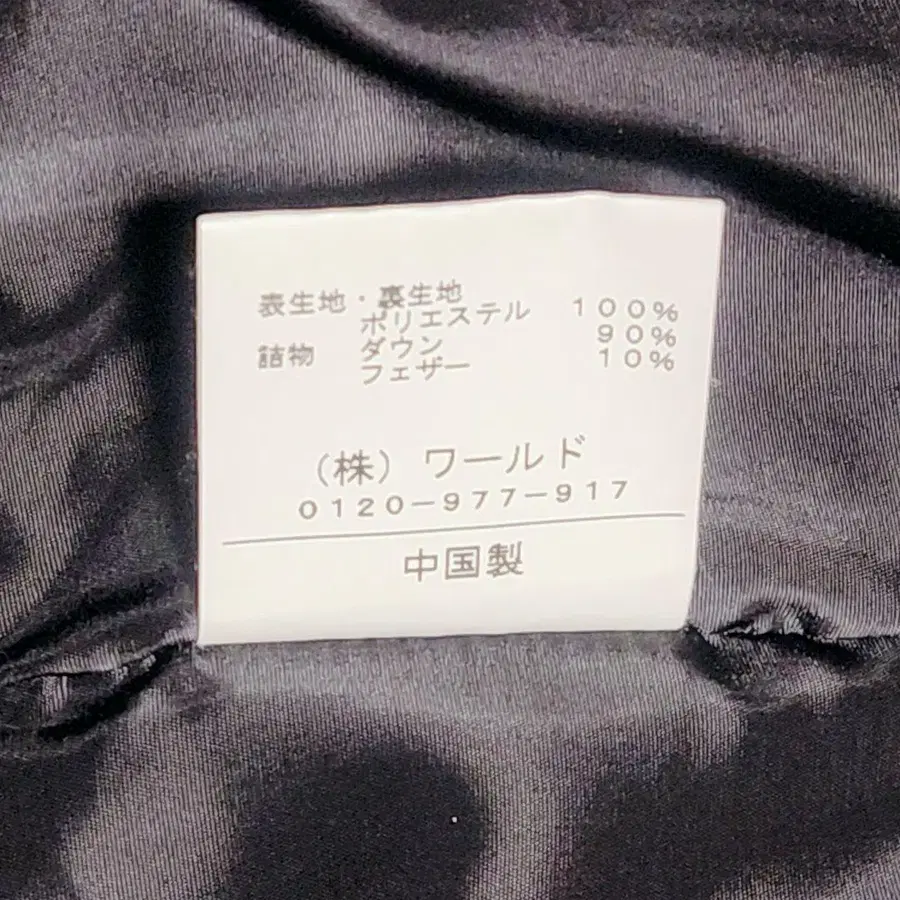 表生地・裏生地
ポリエステル　１００％
詰物　ダウン　９０％
フェザー　１０％
（株）ワールド
０１２０－９７７－９１７
中国製